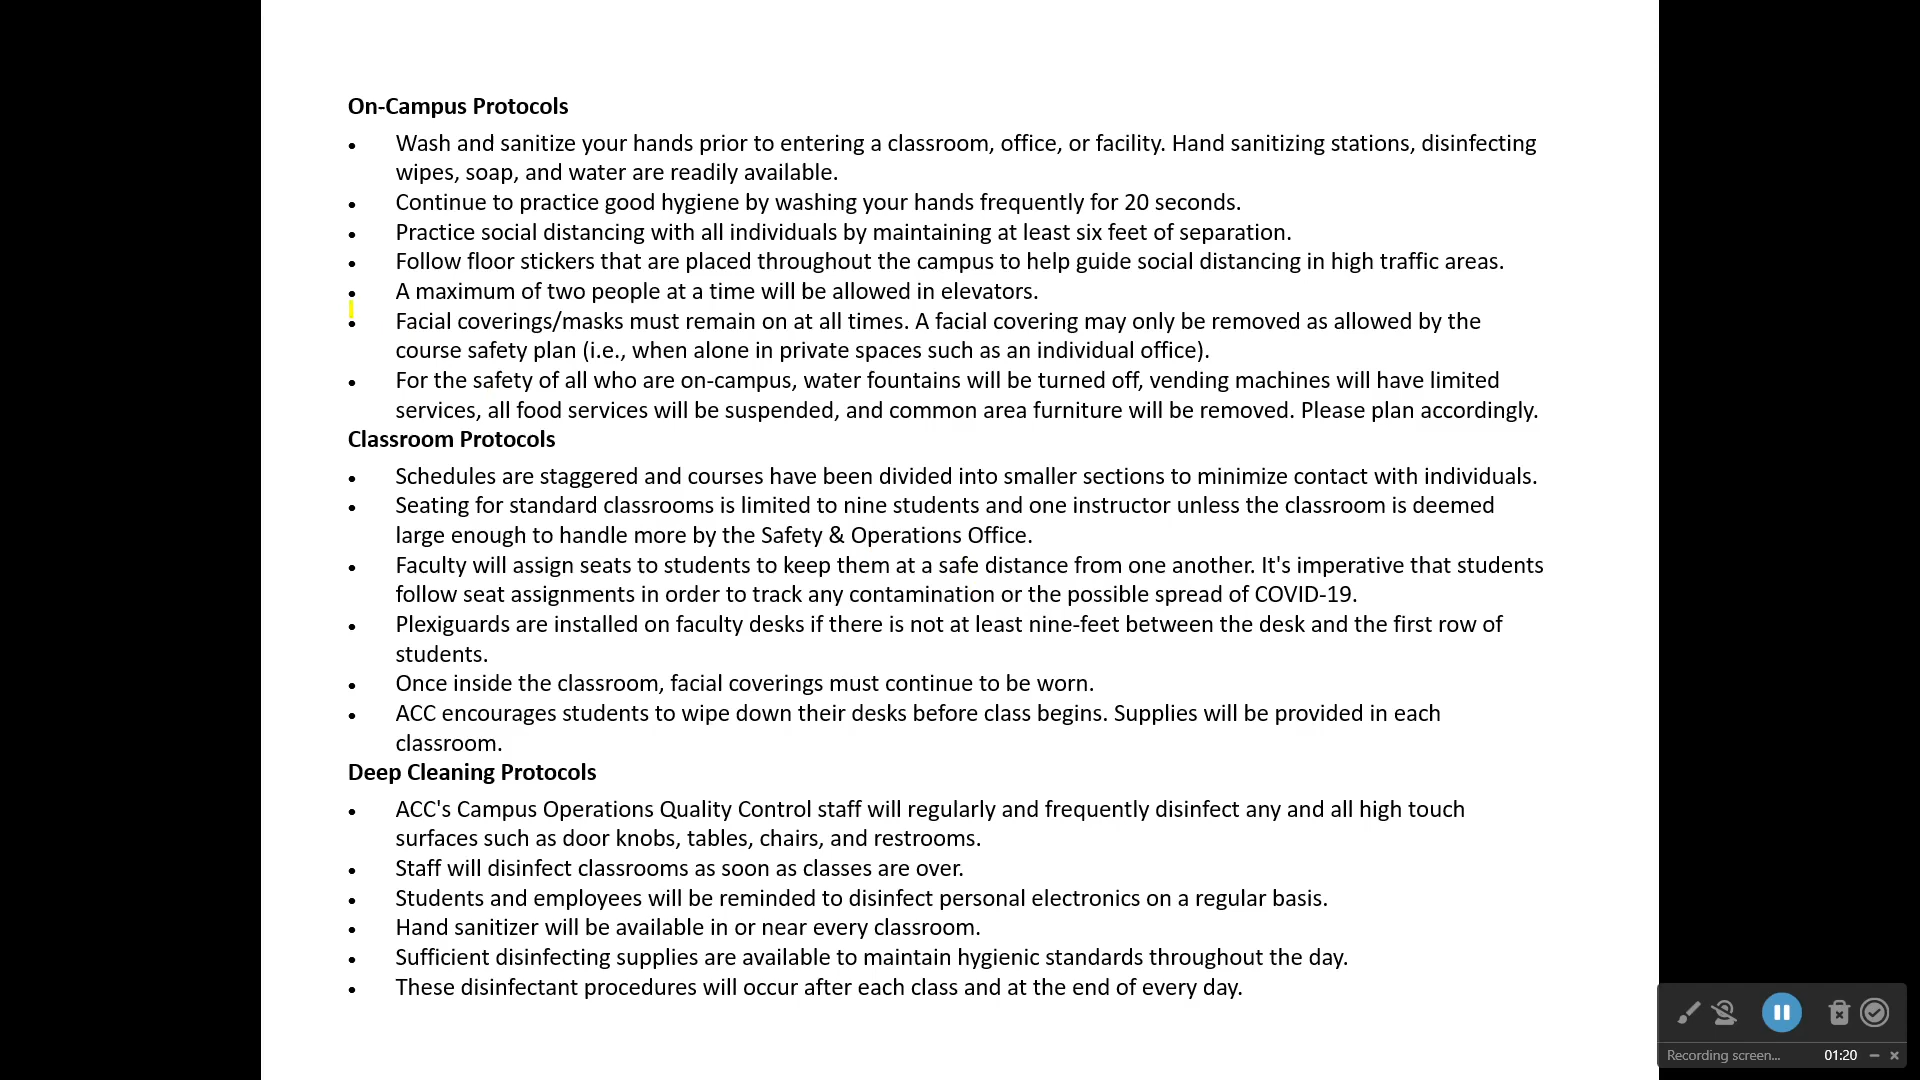 On-Campus Protocols
• Wash and sanitize your hands prior to entering a classroom, office, or facility. Hand sanitizing stations, disinfecting
wipes, soap, and water are readily available.
• Continue to practice good hygiene by washing your hands frequently for 20 seconds.
• Practice social distancing with all individuals by maintaining at least six feet of separation.
• Follow floor stickers that are placed throughout the campus to help guide social distancing in high traffic areas.
• A maximum of two people at a time will be allowed in elevators.
• Facial coverings/masks must remain on at all times. A facial covering may only be removed as allowed by the
course safety plan (i.e., when alone in private spaces such as an individual office).
• For the safety of all who are on-campus, water fountains will be turned off, vending machines will have limited
services, all food services will be suspended, and common area furniture will be removed. Please plan accordingly.
Classroom Protocols
• Schedules are staggered and courses have been divided into smaller sections to minimize contact with individuals.
• Seating for standard classrooms is limited to nine students and one instructor unless the classroom is deemed
large enough to handle more by the Safety & Operations Office.
• Faculty will assign seats to students to keep them at a safe distance from one another. It's imperative that students
follow seat assignments in order to track any contamination or the possible spread of COVID-19.
• Plexiguards are installed on faculty desks if there is not at least nine-feet between the desk and the first row of
students.
• Once inside the classroom, facial coverings must continue to be worn.
• ACC encourages students to wipe down their desks before class begins. Supplies will be provided in each
classroom.
Deep Cleaning Protocols
• ACC's Campus Operations Quality Control staff will regularly and frequently disinfect any and all high touch
surfaces such as door knobs, tables, chairs, and restrooms.
• Staff will disinfect classrooms as soon as classes are over.
• Students and employees will be reminded to disinfect personal electronics on a regular basis.
• Hand sanitizer will be available in or near every classroom.
• Sufficient disinfecting supplies are available to maintain hygienic standards throughout the day.
• These disinfectant procedures will occur after each class and at the end of every day.
Recording screen... 01:20